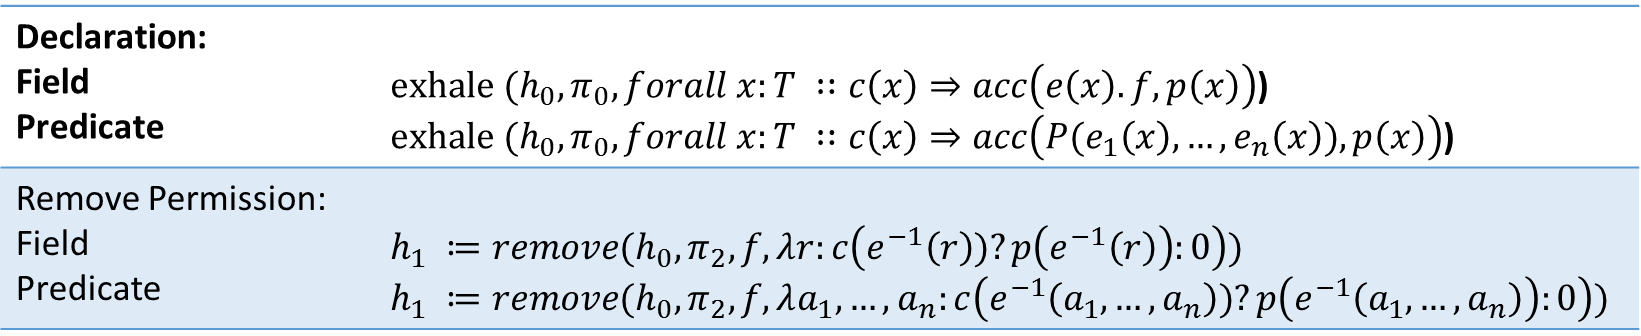 Declaration:
Field exhale (h₀, π₀, forall x: T :: c(x) ⇒ acc(e(x). f, p(x)))
Predicate exhale (h₀, π₀, forall x: T :: c(x) ⇒ acc(P(e₁(x), … , eₙ(x)), p(x)))
Remove Permission:
Field h₁ ≔ remove(h₀, π₂, f, λr: c(e⁻¹(r))? p(e⁻¹(r)): 0))
Predicate h₁ ≔ remove(h₀, π₂, f, λa₁, … , aₙ: c(e⁻¹(a₁, … , aₙ))? p(e⁻¹(a₁, … , aₙ)): 0))